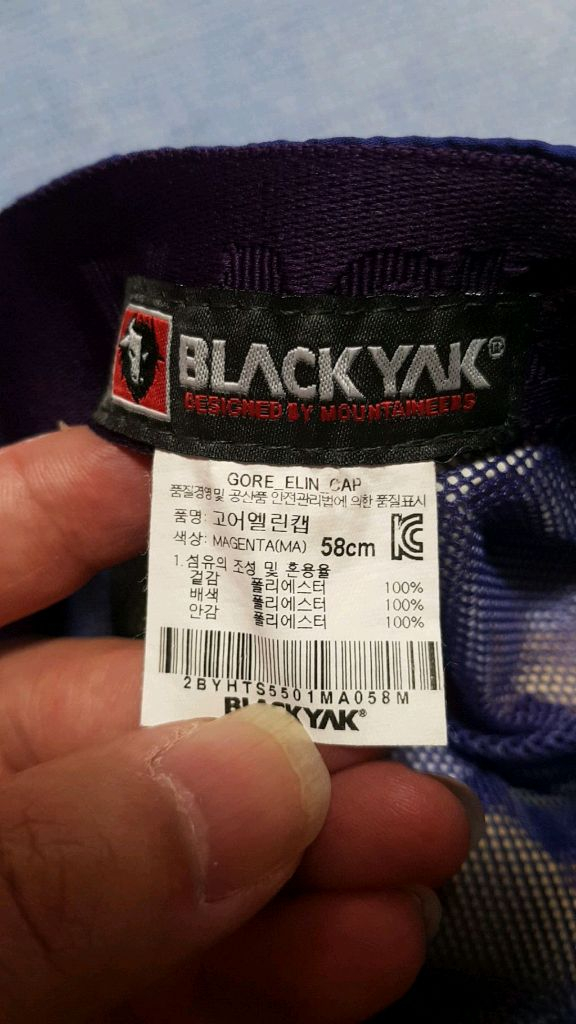 BLACKYAK®
DESIGNED BY MOUNTAINEERS
GORE_ELIN_CAP
품질경영및 공산품 안전관리법에 의한 품질표시
품명: 고어엘린캡
색상: MAGENTA(MA) 58cm
1.섬유의 조성 및 혼용율
겉감 폴리에스터 100%
배색 폴리에스터 100%
안감 폴리에스터 100%
2BYHTS5501MA058M
BLACKYAK®